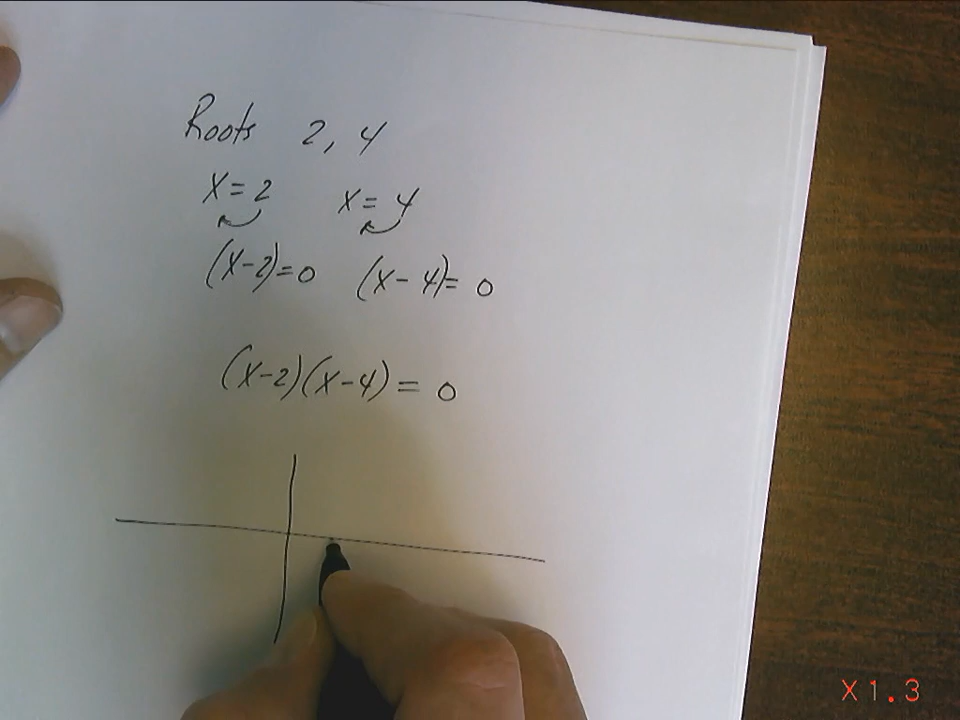 Roots 2, 4
x = 2 x = 4
(x-2)=0 (x-4)= 0
(x-2)(x-4) = 0
X1.3